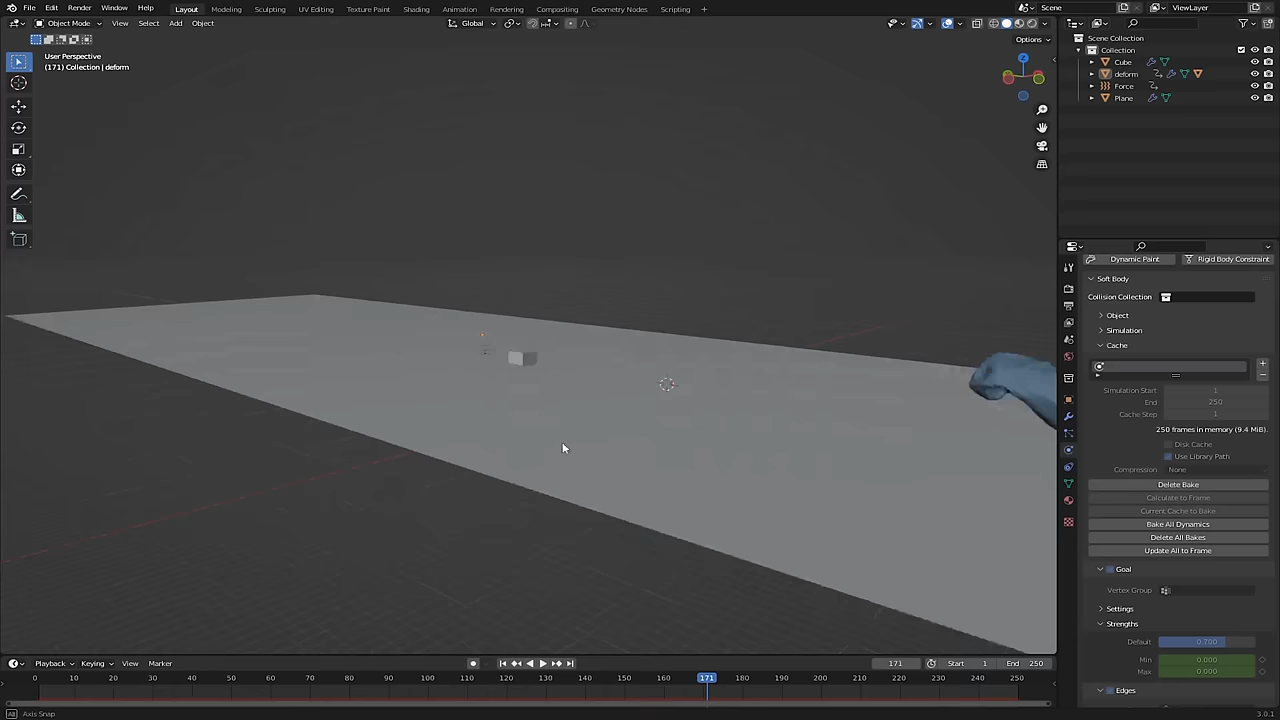 File Edit Render Window Help Layout Modeling Sculpting UV Editing Texture Paint Shading Animation Rendering Compositing Geometry Nodes Scripting Scene ViewLayer
Object Mode View Select Add Object Global
Options
User Perspective
(171) Collection | deform
Scene Collection
Collection
Cube
deform
Force
Plane
Dynamic Paint Rigid Body Constraint
Soft Body
Collision Collection
Object
Simulation
Cache
Simulation Start 1
End 250
Cache Step 1
250 frames in memory (9.4 MiB).
Disk Cache
Use Library Path
Compression None
Delete Bake
Calculate to Frame
Current Cache to Bake
Bake All Dynamics
Delete All Bakes
Update All to Frame
Goal
Vertex Group
Settings
Strengths
Default 0.700
Min 0.000
Max 0.000
Edges
Playback Keying View Marker 171 Start 1 End 250
0 10 20 30 40 50 60 70 80 90 100 110 120 130 140 150 160 171 180 190 200 210 220 230 240 250
Alt Axis Snap 3.0.1